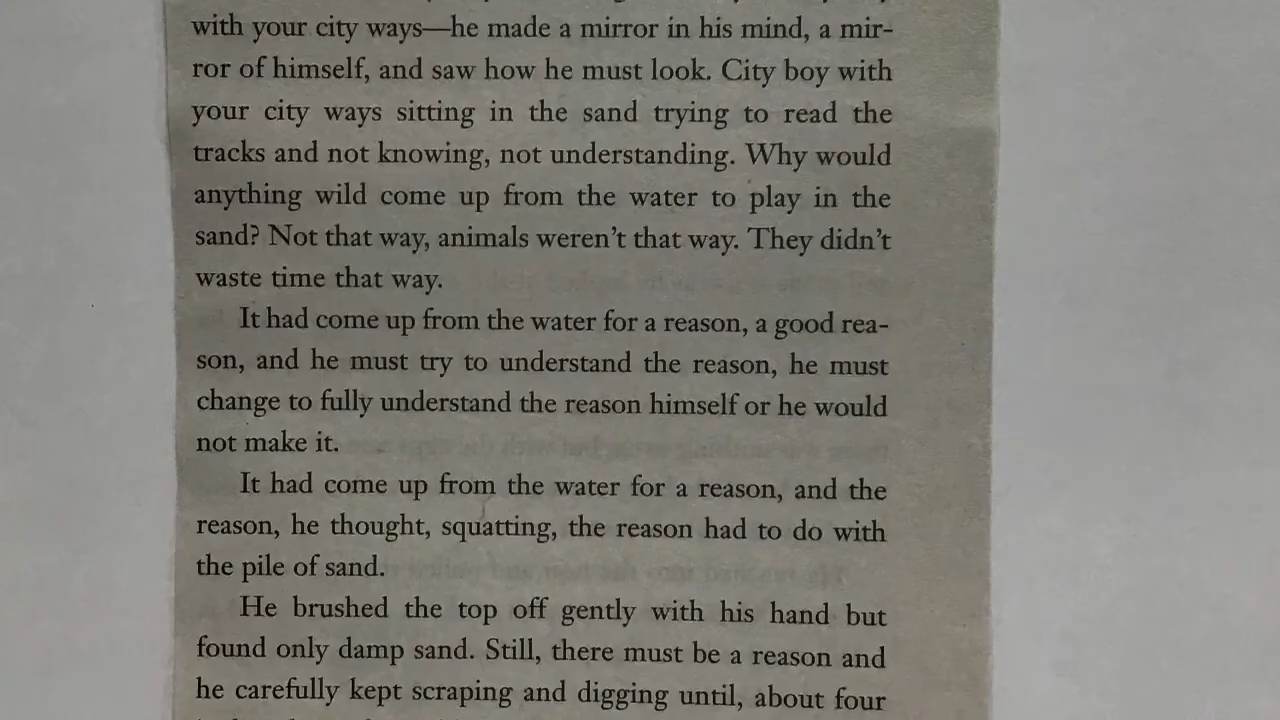 with your city ways—he made a mirror in his mind, a mir-
ror of himself, and saw how he must look. City boy with
your city ways sitting in the sand trying to read the
tracks and not knowing, not understanding. Why would
anything wild come up from the water to play in the
sand? Not that way, animals weren't that way. They didn't
waste time that way.
It had come up from the water for a reason, a good rea-
son, and he must try to understand the reason, he must
change to fully understand the reason himself or he would
not make it.
It had come up from the water for a reason, and the
reason, he thought, squatting, the reason had to do with
the pile of sand.
He brushed the top off gently with his hand but
found only damp sand. Still, there must be a reason and
he carefully kept scraping and digging until, about four